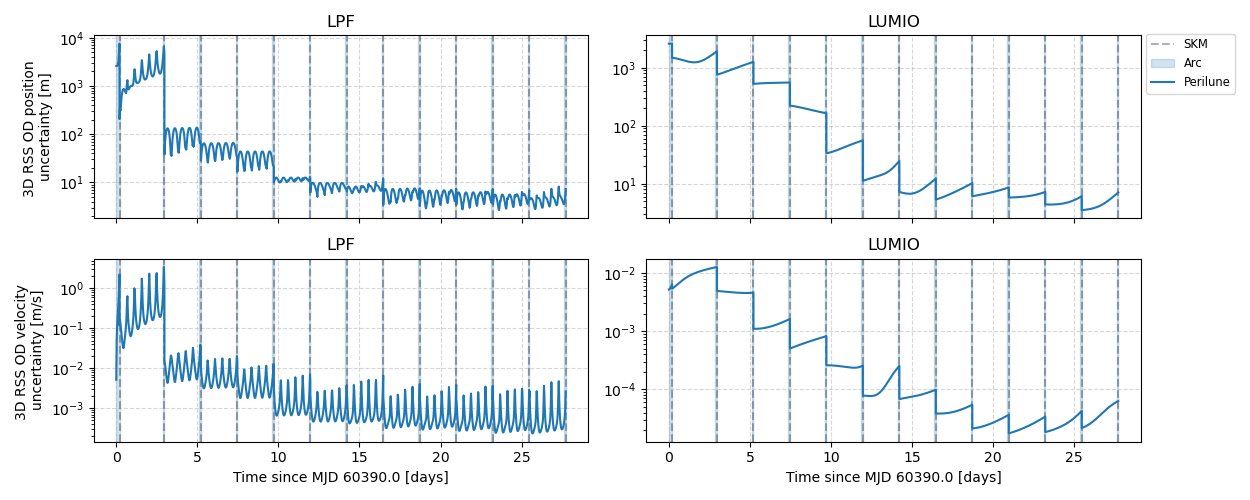 LPF
LUMIO
3D RSS OD position
uncertainty [m]
10^4
10^3
10^2
10^1
10^3
10^2
10^1
SKM
Arc
Perilune
LPF
LUMIO
3D RSS OD velocity
uncertainty [m/s]
10^0
10^−1
10^−2
10^−3
10^−2
10^−3
10^−4
0 5 10 15 20 25
0 5 10 15 20 25
Time since MJD 60390.0 [days]
Time since MJD 60390.0 [days]